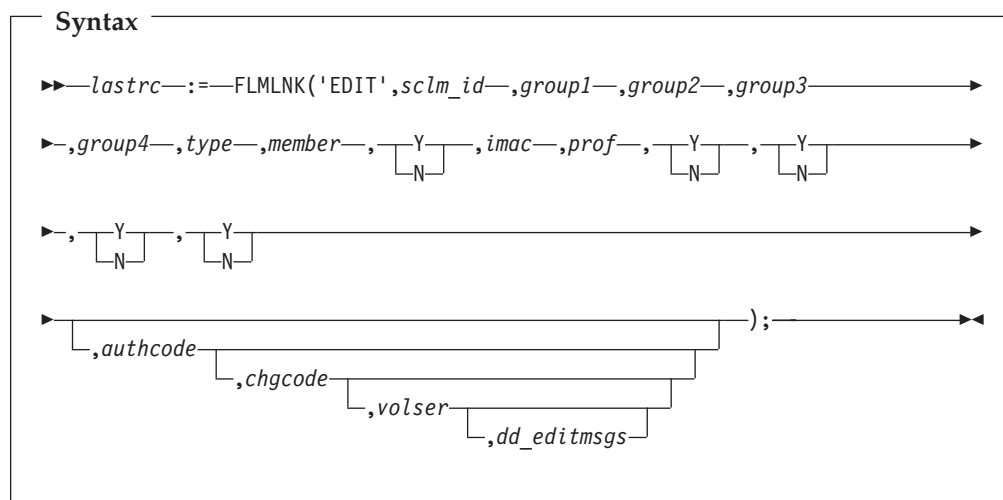 Syntax
lastrc := FLMLNK('EDIT',sclm_id ,group1 ,group2 ,group3
,group4 ,type ,member , Y ,imac ,prof , Y , Y
N N N
, Y , Y
N N
);
,authcode
,chgcode
,volser
,dd_editmsgs